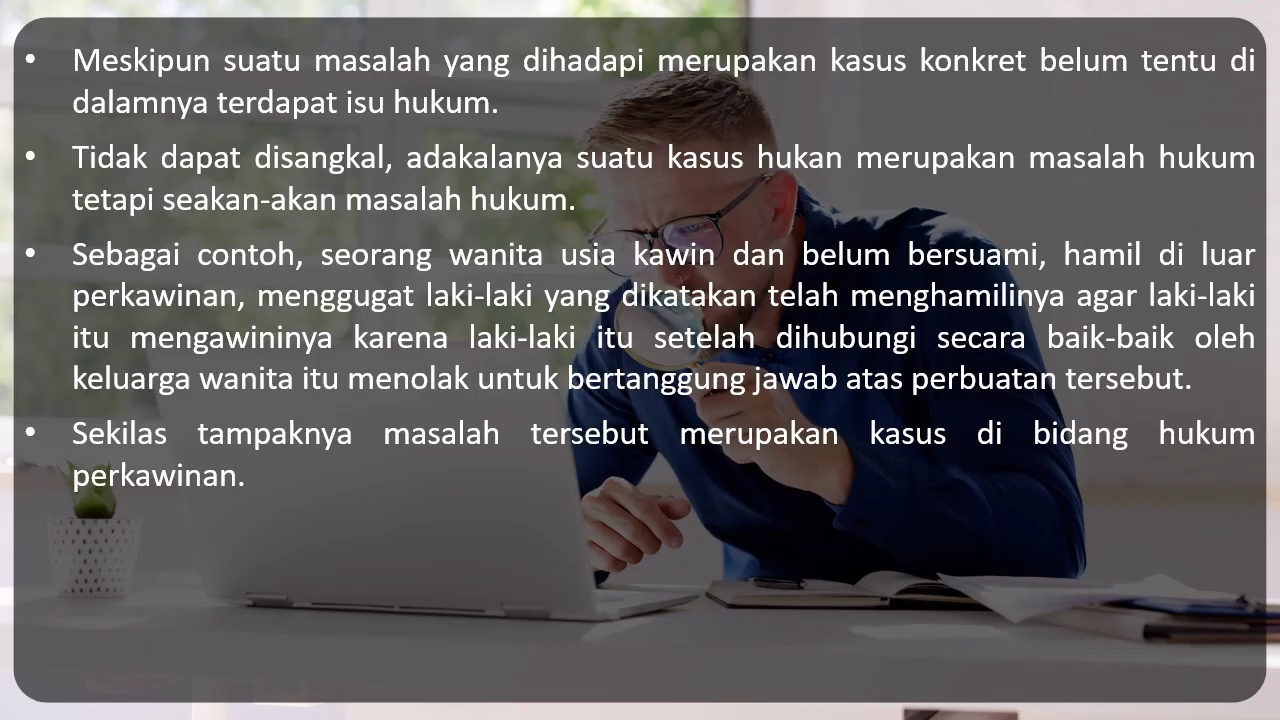 • Meskipun suatu masalah yang dihadapi merupakan kasus konkret belum tentu di
dalamnya terdapat isu hukum.
• Tidak dapat disangkal, adakalanya suatu kasus hukan merupakan masalah hukum
tetapi seakan-akan masalah hukum.
• Sebagai contoh, seorang wanita usia kawin dan belum bersuami, hamil di luar
perkawinan, menggugat laki-laki yang dikatakan telah menghamilinya agar laki-laki
itu mengawininya karena laki-laki itu setelah dihubungi secara baik-baik oleh
keluarga wanita itu menolak untuk bertanggung jawab atas perbuatan tersebut.
• Sekilas tampaknya masalah tersebut merupakan kasus di bidang hukum
perkawinan.